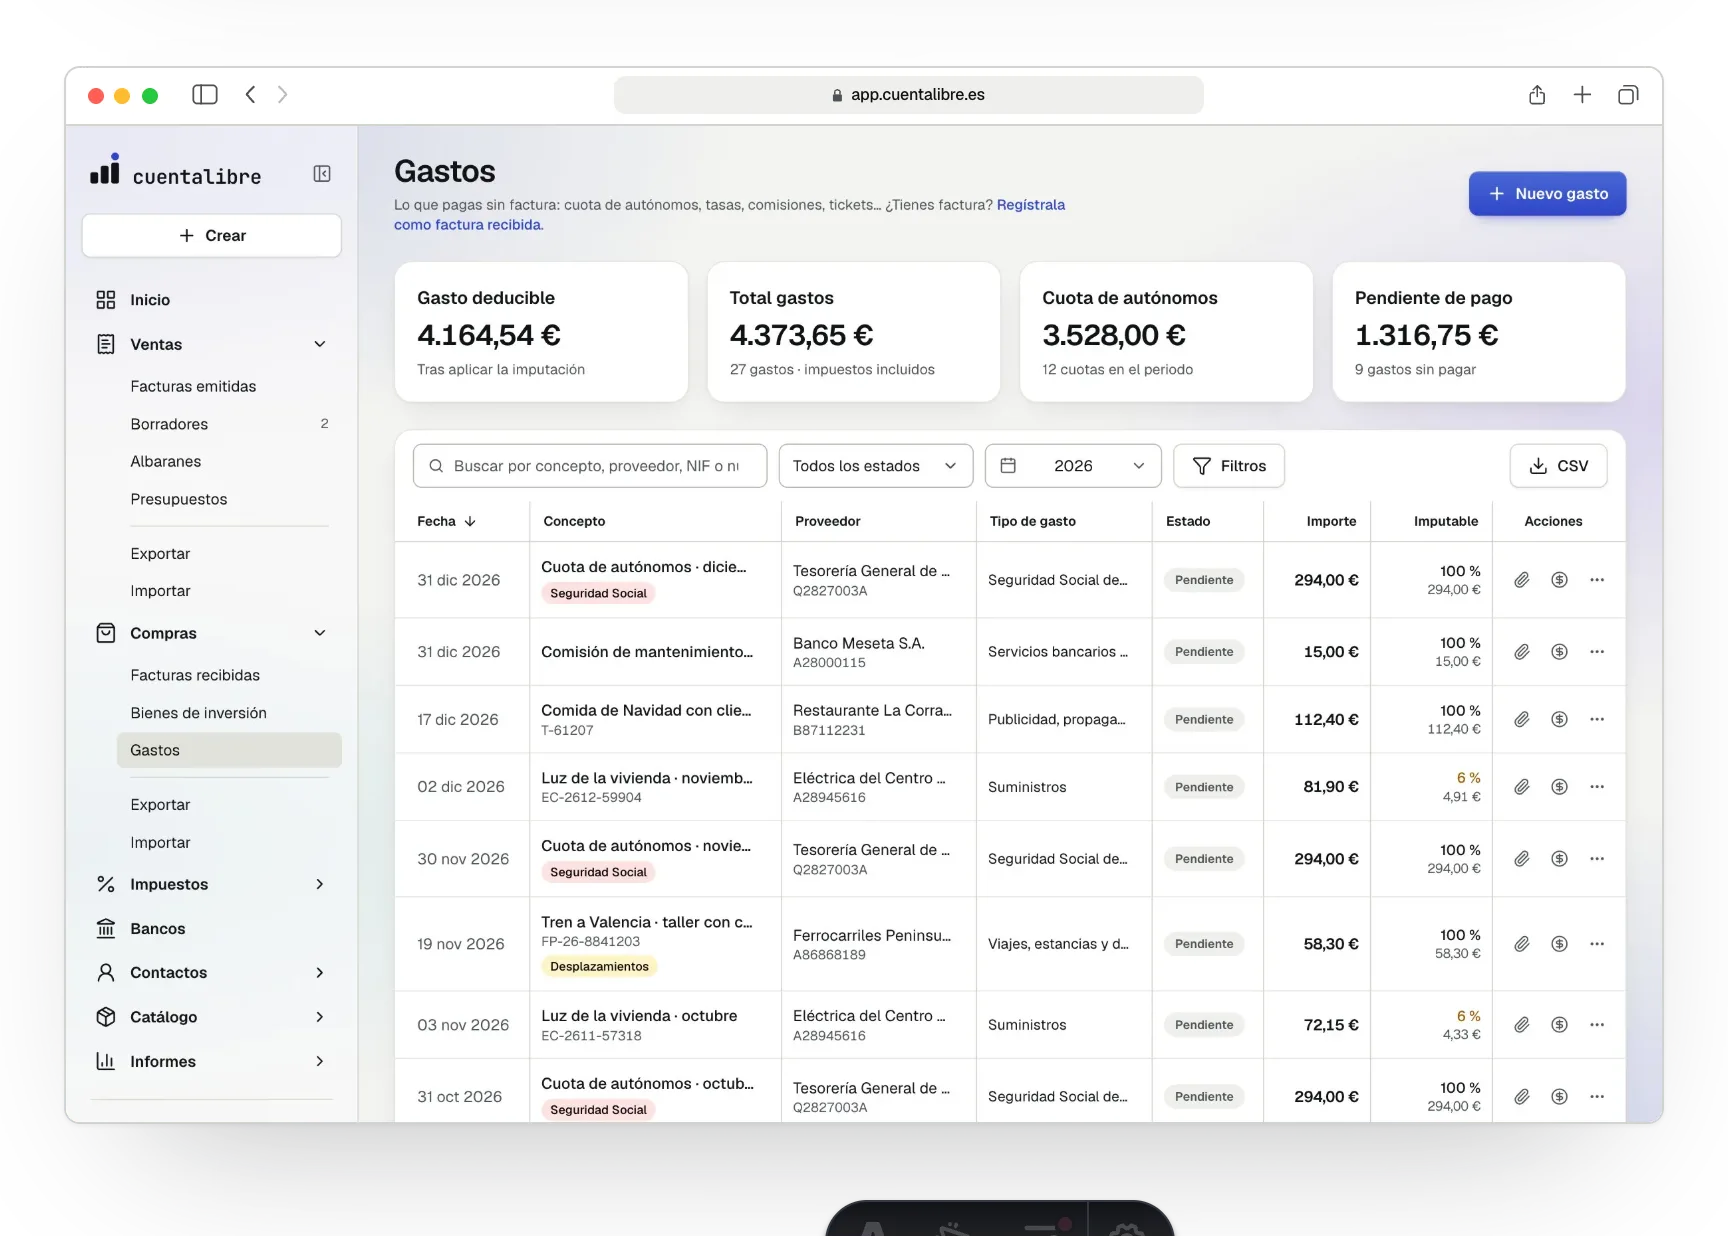 app.cuentalibre.es
cuentalibre
Crear
Inicio
Ventas
Facturas emitidas
Borradores 2
Albaranes
Presupuestos
Exportar
Importar
Compras
Facturas recibidas
Bienes de inversión
Gastos
Exportar
Importar
Impuestos
Bancos
Contactos
Catálogo
Informes
Gastos
Lo que pagas sin factura: cuota de autónomos, tasas, comisiones, tickets... ¿Tienes factura? Regístrala
como factura recibida.
Nuevo gasto
Gasto deducible
4.164,54 €
Tras aplicar la imputación
Total gastos
4.373,65 €
27 gastos · impuestos incluidos
Cuota de autónomos
3.528,00 €
12 cuotas en el periodo
Pendiente de pago
1.316,75 €
9 gastos sin pagar
Buscar por concepto, proveedor, NIF o nu
Todos los estados
2026
Filtros
CSV
Fecha Concepto Proveedor Tipo de gasto Estado Importe Imputable Acciones
31 dic 2026
Cuota de autónomos · dicie...
Seguridad Social
Tesorería General de ...
Q2827003A
Seguridad Social de...
Pendiente
294,00 €
100 %
294,00 €
31 dic 2026
Comisión de mantenimiento...
Banco Meseta S.A.
A28000115
Servicios bancarios ...
Pendiente
15,00 €
100 %
15,00 €
17 dic 2026
Comida de Navidad con clie...
T-61207
Restaurante La Corra...
B87112231
Publicidad, propaga...
Pendiente
112,40 €
100 %
112,40 €
02 dic 2026
Luz de la vivienda · noviemb...
EC-2612-59904
Eléctrica del Centro ...
A28945616
Suministros
Pendiente
81,90 €
6 %
4,91 €
30 nov 2026
Cuota de autónomos · novie...
Seguridad Social
Tesorería General de ...
Q2827003A
Seguridad Social de...
Pendiente
294,00 €
100 %
294,00 €
19 nov 2026
Tren a Valencia · taller con c...
FP-26-8841203
Desplazamientos
Ferrocarriles Peninsu...
A86868189
Viajes, estancias y d...
Pendiente
58,30 €
100 %
58,30 €
03 nov 2026
Luz de la vivienda · octubre
EC-2611-57318
Eléctrica del Centro ...
A28945616
Suministros
Pendiente
72,15 €
6 %
4,33 €
31 oct 2026
Cuota de autónomos · octub...
Seguridad Social
Tesorería General de ...
Q2827003A
Seguridad Social de...
Pendiente
294,00 €
100 %
294,00 €